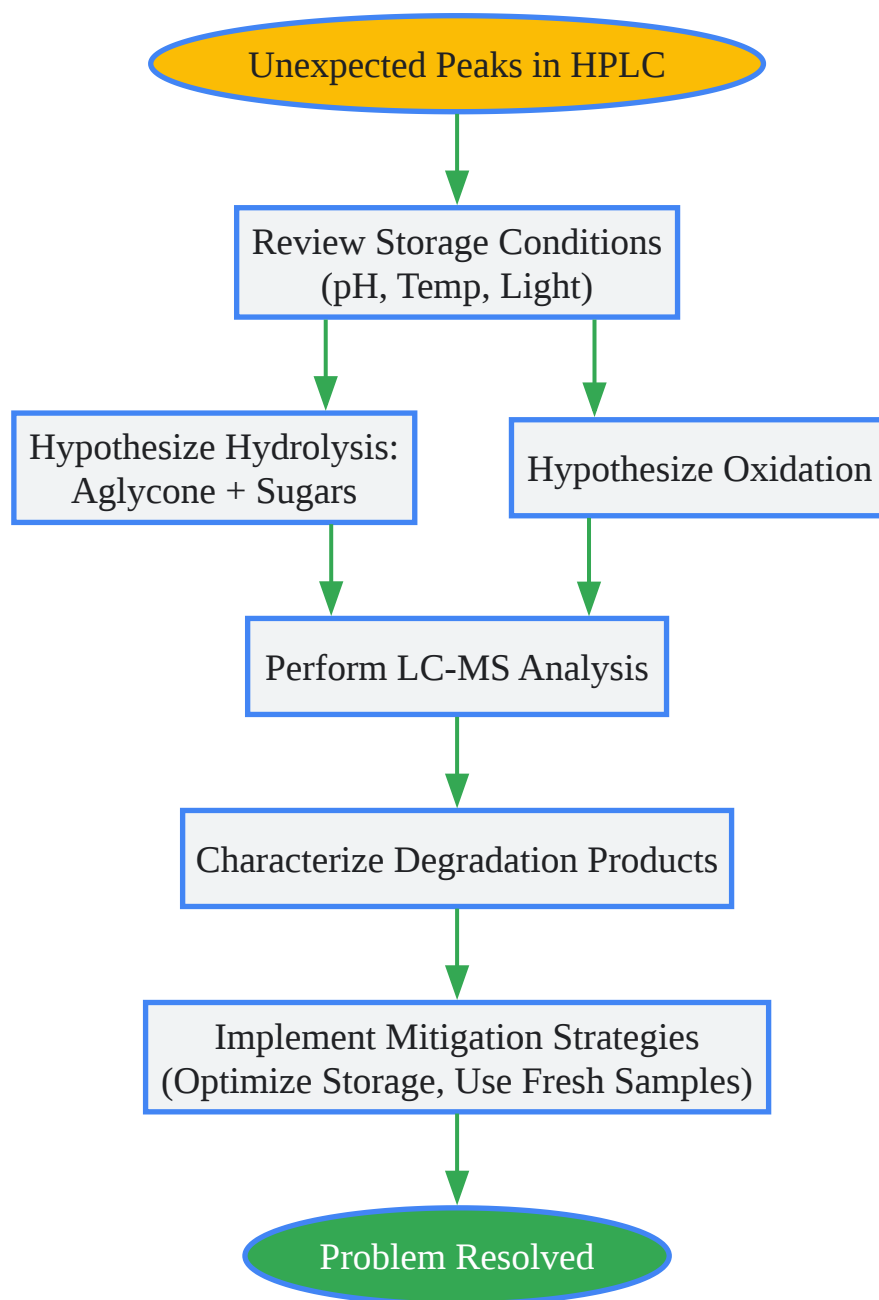 Unexpected Peaks in HPLC
Review Storage Conditions
(pH, Temp, Light)
Hypothesize Hydrolysis:
Aglycone + Sugars
Hypothesize Oxidation
Perform LC-MS Analysis
Characterize Degradation Products
Implement Mitigation Strategies
(Optimize Storage, Use Fresh Samples)
Problem Resolved